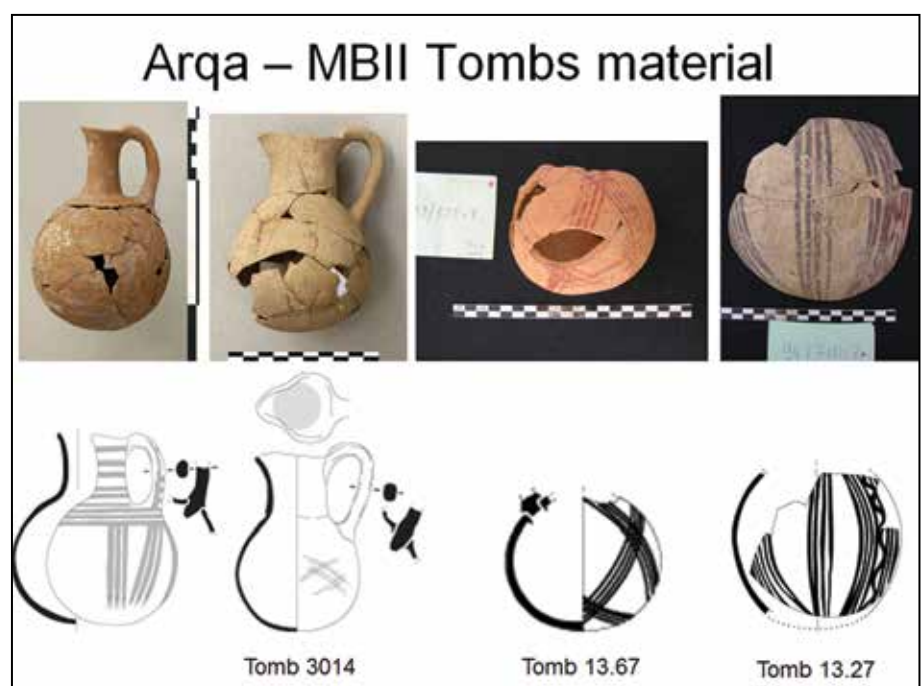 Arqa – MBII Tombs material
Tomb 3014
Tomb 13.67
Tomb 13.27